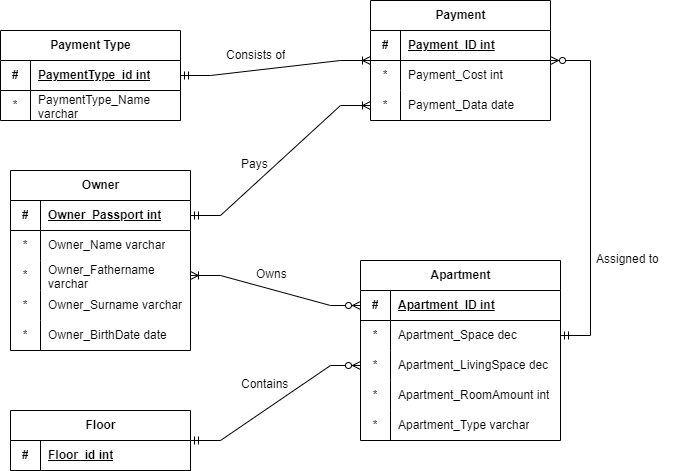 Payment Type
# PaymentType_id int
* PaymentType_Name
varchar
Consists of
Payment
# Payment_ID int
* Payment_Cost int
* Payment_Data date
Pays
Owner
# Owner_Passport int
* Owner_Name varchar
* Owner_Fathername
varchar
* Owner_Surname varchar
* Owner_BirthDate date
Owns
Assigned to
Apartment
# Apartment_ID int
* Apartment_Space dec
* Apartment_LivingSpace dec
* Apartment_RoomAmount int
* Apartment_Type varchar
Contains
Floor
# Floor_id int